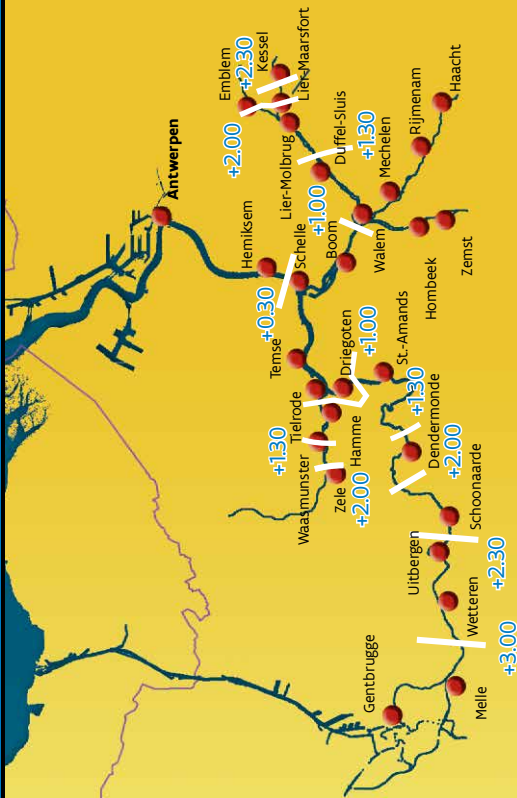 Emblem
+2.30
Kessel
+2.00
Lier-Maarsfort
Lier-Molbrug
Duffel-Sluis
+1.30
Haacht
Rijmenam
Mechelen
Antwerpen
Hemiksem
Schelle
+1.00
Boom
Walem
Hombeek
Zemst
+0.30
Temse
Driegoten
+1.00
St.-Amands
Tielrode
+1.30
Hamme
Waasmunster
Zele
+2.00
+1.30
Dendermonde
+2.00
Schoonaarde
Uitbergen
+2.30
Wetteren
+3.00
Gentbrugge
Melle